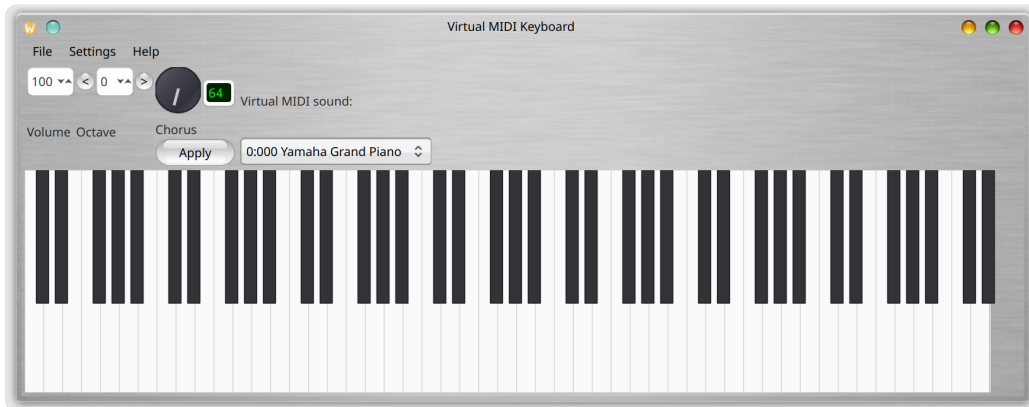 Virtual MIDI Keyboard
File Settings Help
100 < 0 > 64 Virtual MIDI sound:
Volume Octave Chorus
Apply 0:000 Yamaha Grand Piano